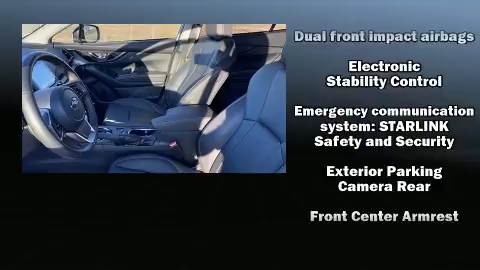 Dual front impact airbags
Electronic
Stability Control
Emergency communication
system: STARLINK
Safety and Security
Exterior Parking
Camera Rear
Front Center Armrest